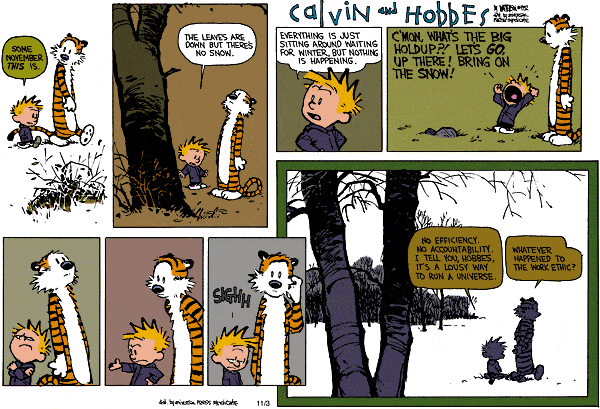 SOME
NOVEMBER
THIS IS.
THE LEAVES ARE
DOWN BUT THERE'S
NO SNOW.
calvin and Hobbes
EVERYTHING IS JUST
SITTING AROUND WAITING
FOR WINTER, BUT NOTHING
IS HAPPENING.
C'MON, WHAT'S THE BIG
HOLDUP?! LET'S GO,
UP THERE! BRING ON
THE SNOW!
SIGHH
NO EFFICIENCY.
NO ACCOUNTABILITY.
I TELL YOU, HOBBES,
IT'S A LOUSY WAY
TO RUN A UNIVERSE.
WHATEVER
HAPPENED TO
THE WORK ETHIC?
11/3